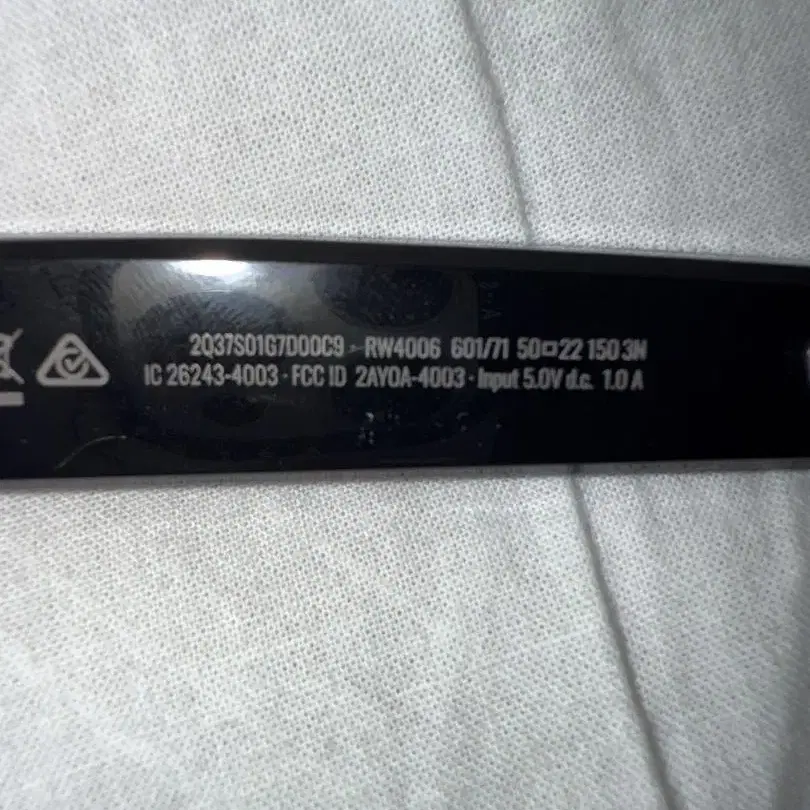 2Q37S01G7D00C9 - RW4006 601/71 50□22 150 3N
IC 26243-4003 · FCC ID 2AYOA-4003 · Input 5.0V d.c. 1.0 A